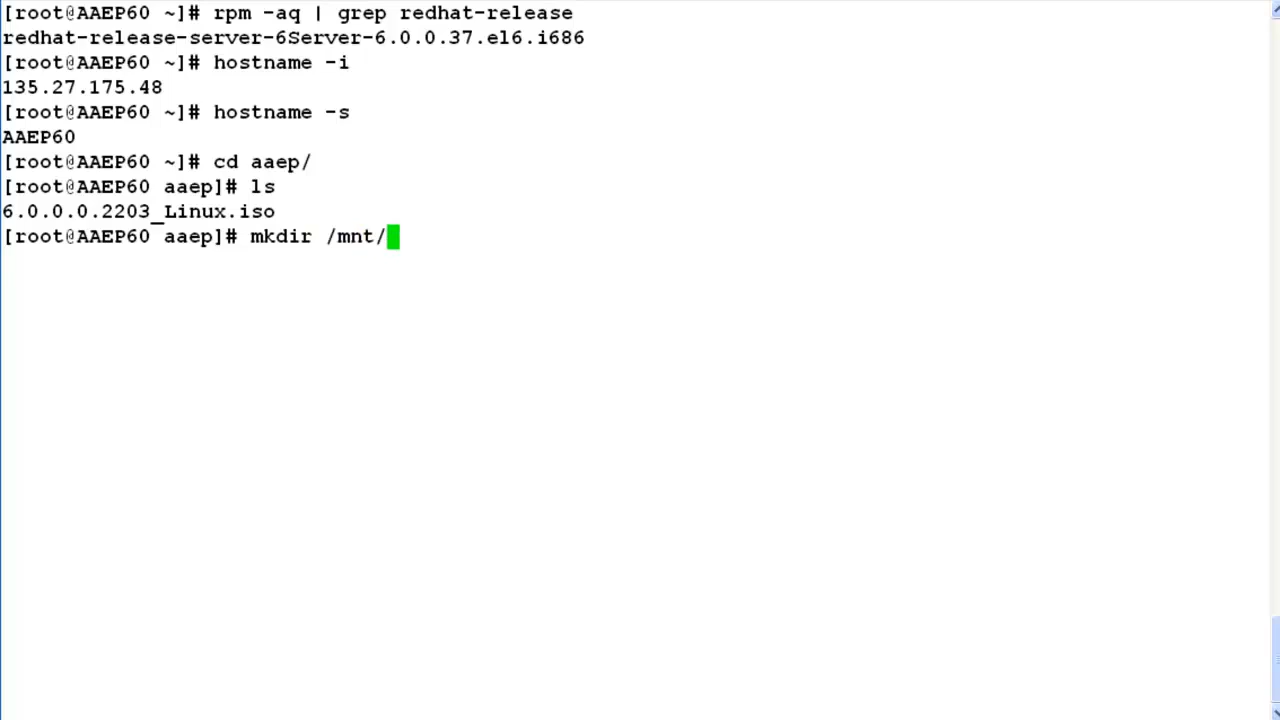 [root@AAEP60 ~]# rpm -aq | grep redhat-release
redhat-release-server-6Server-6.0.0.37.el6.i686
[root@AAEP60 ~]# hostname -i
135.27.175.48
[root@AAEP60 ~]# hostname -s
AAEP60
[root@AAEP60 ~]# cd aaep/
[root@AAEP60 aaep]# ls
6.0.0.0.2203_Linux.iso
[root@AAEP60 aaep]# mkdir /mnt/